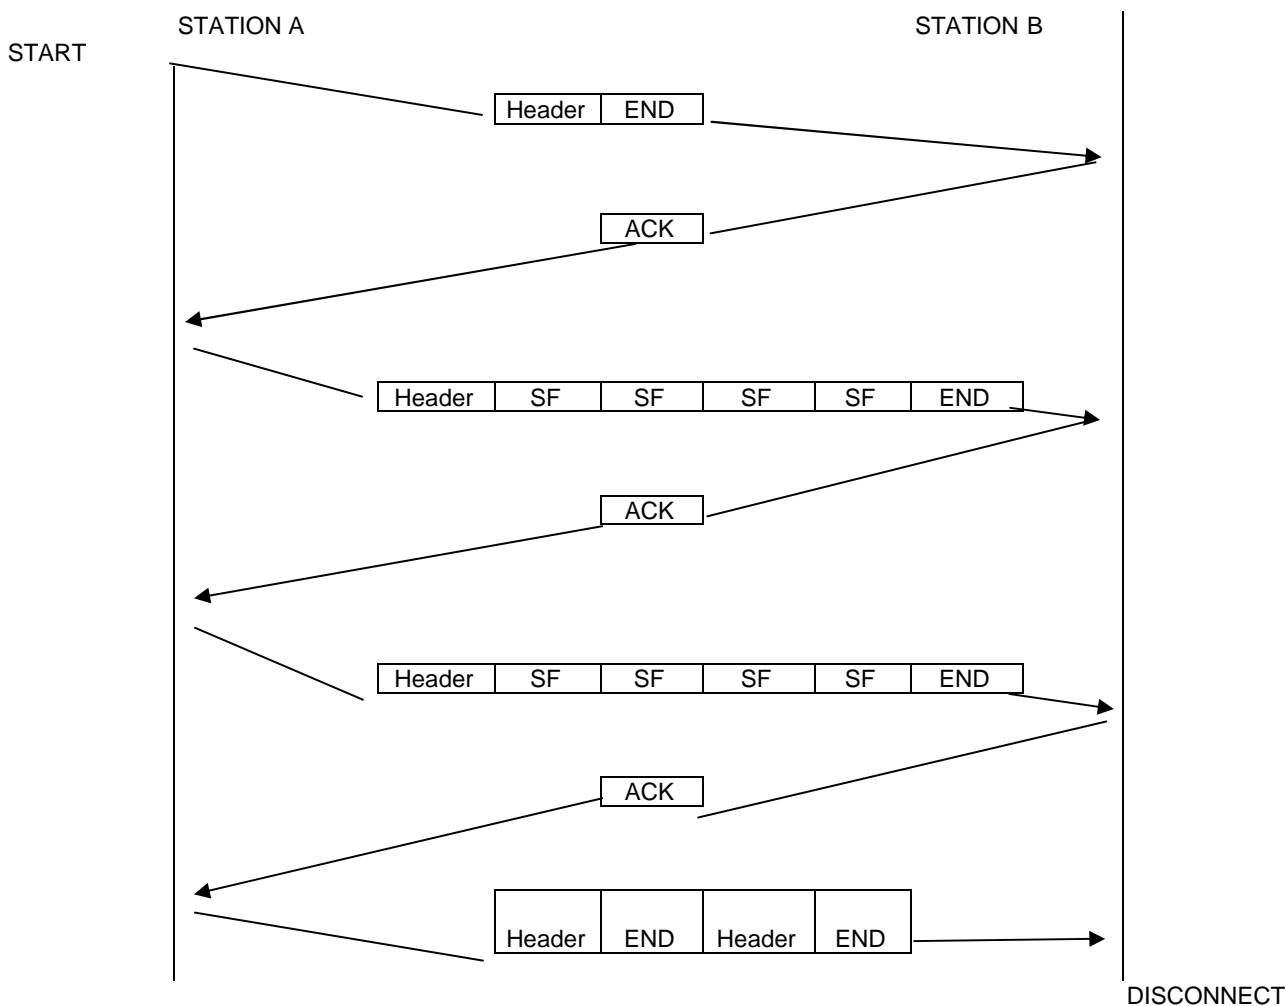 STATION A STATION B
START
Header END
ACK
Header SF SF SF SF END
ACK
Header SF SF SF SF END
ACK
Header END Header END
DISCONNECT